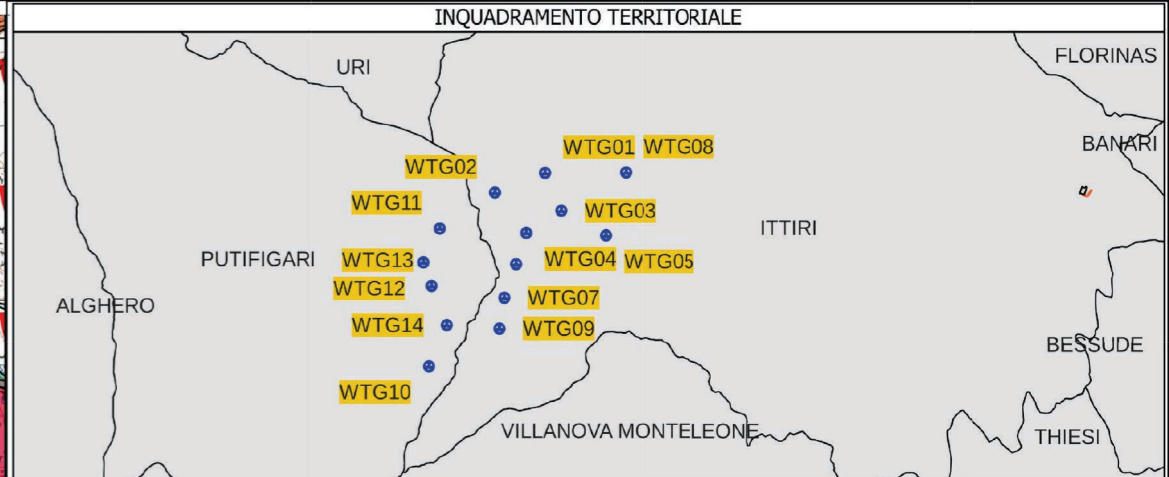 INQUADRAMENTO TERRITORIALE
FLORINAS
URI
BANARI
WTG01 WTG08
WTG02
WTG11
WTG03
ITTIRI
PUTIFIGARI
WTG13
WTG04 WTG05
WTG12
WTG07
ALGHERO
WTG14
WTG09
BESSUDE
WTG10
VILLANOVA MONTELEONE
THIESI